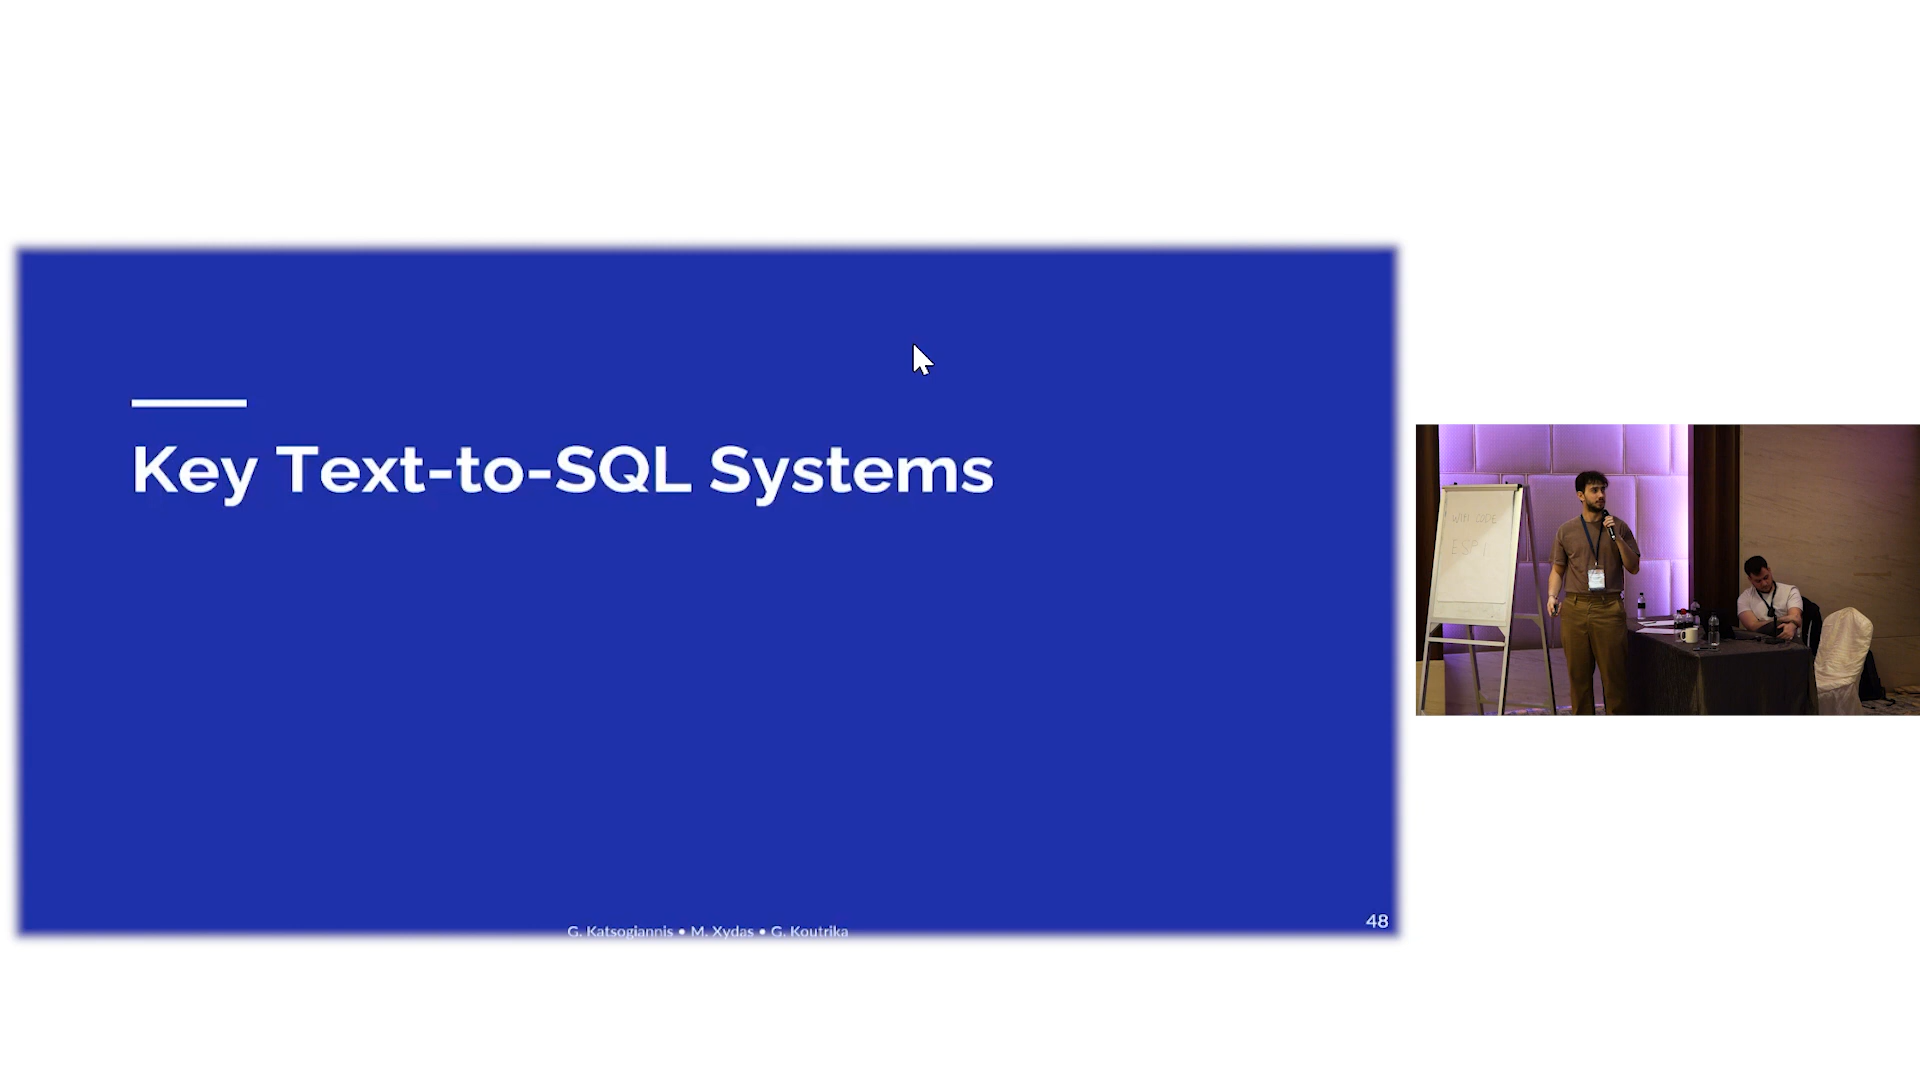 Key Text-to-SQL Systems
G. Katsogiannis • M. Xydas • G. Koutrika
48